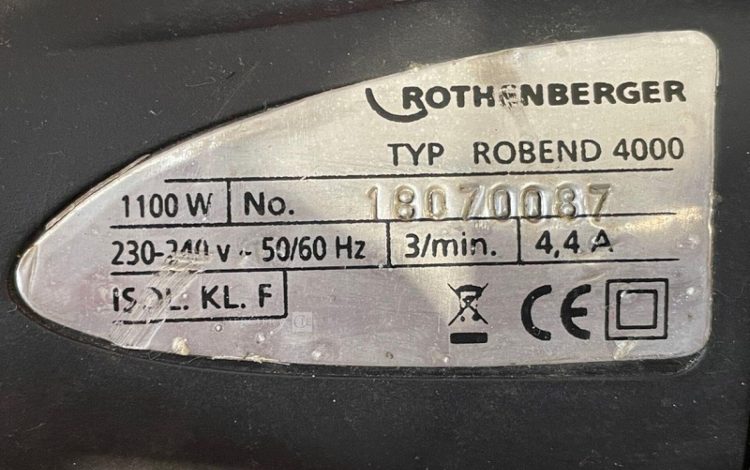 ROTHENBERGER
TYP ROBEND 4000
1100 W No. 18070087
230-240 v ~ 50/60 Hz 3/min. 4,4 A
ISOL. KL. F
CE